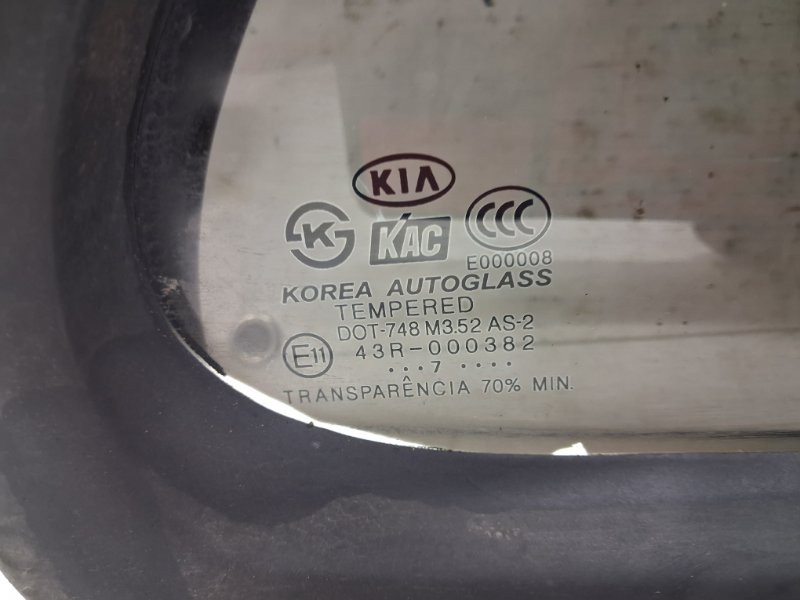 KIA
K KAC CCC
E000008
KOREA AUTOGLASS
TEMPERED
DOT-748 M3.52 AS-2
E11 43R-000382
...7 ....
TRANSPARÊNCIA 70% MIN.